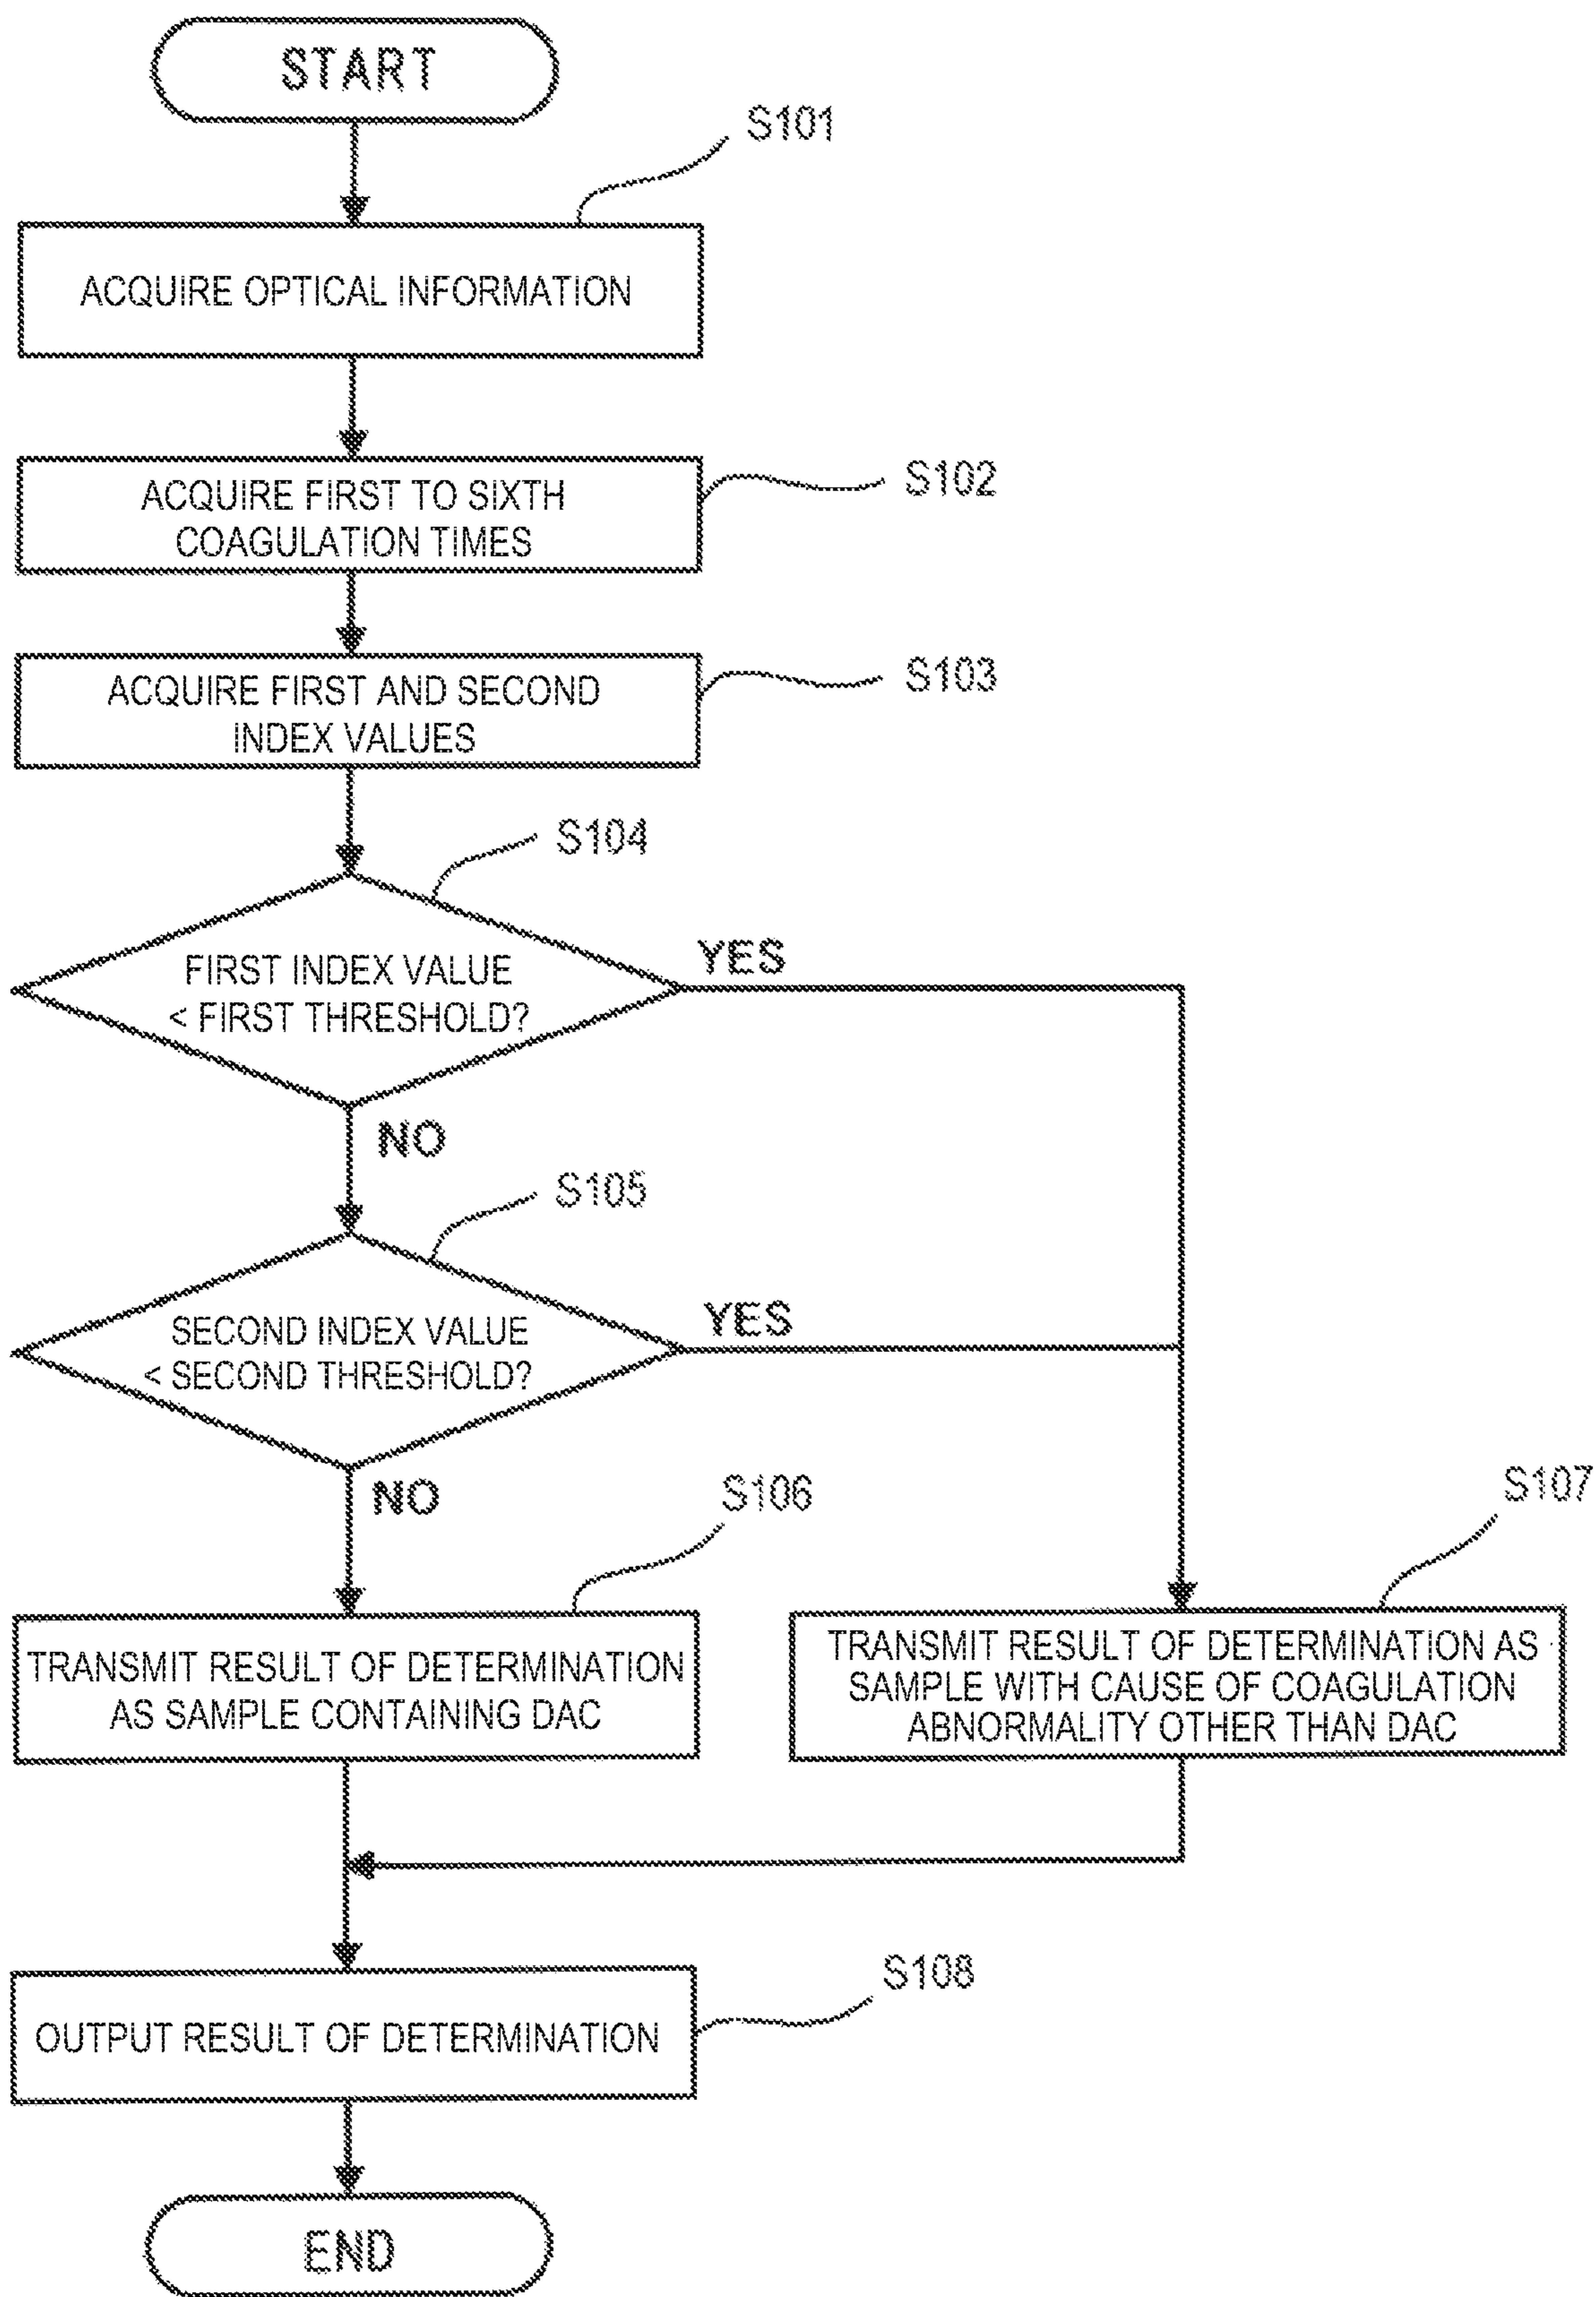 START
S101
ACQUIRE OPTICAL INFORMATION
S102
ACQUIRE FIRST TO SIXTH
COAGULATION TIMES
S103
ACQUIRE FIRST AND SECOND
INDEX VALUES
S104
FIRST INDEX VALUE
< FIRST THRESHOLD?
YES
NO
S105
SECOND INDEX VALUE
< SECOND THRESHOLD?
YES
NO
S106
TRANSMIT RESULT OF DETERMINATION
AS SAMPLE CONTAINING DAC
S107
TRANSMIT RESULT OF DETERMINATION AS
SAMPLE WITH CAUSE OF COAGULATION
ABNORMALITY OTHER THAN DAC
S108
OUTPUT RESULT OF DETERMINATION
END